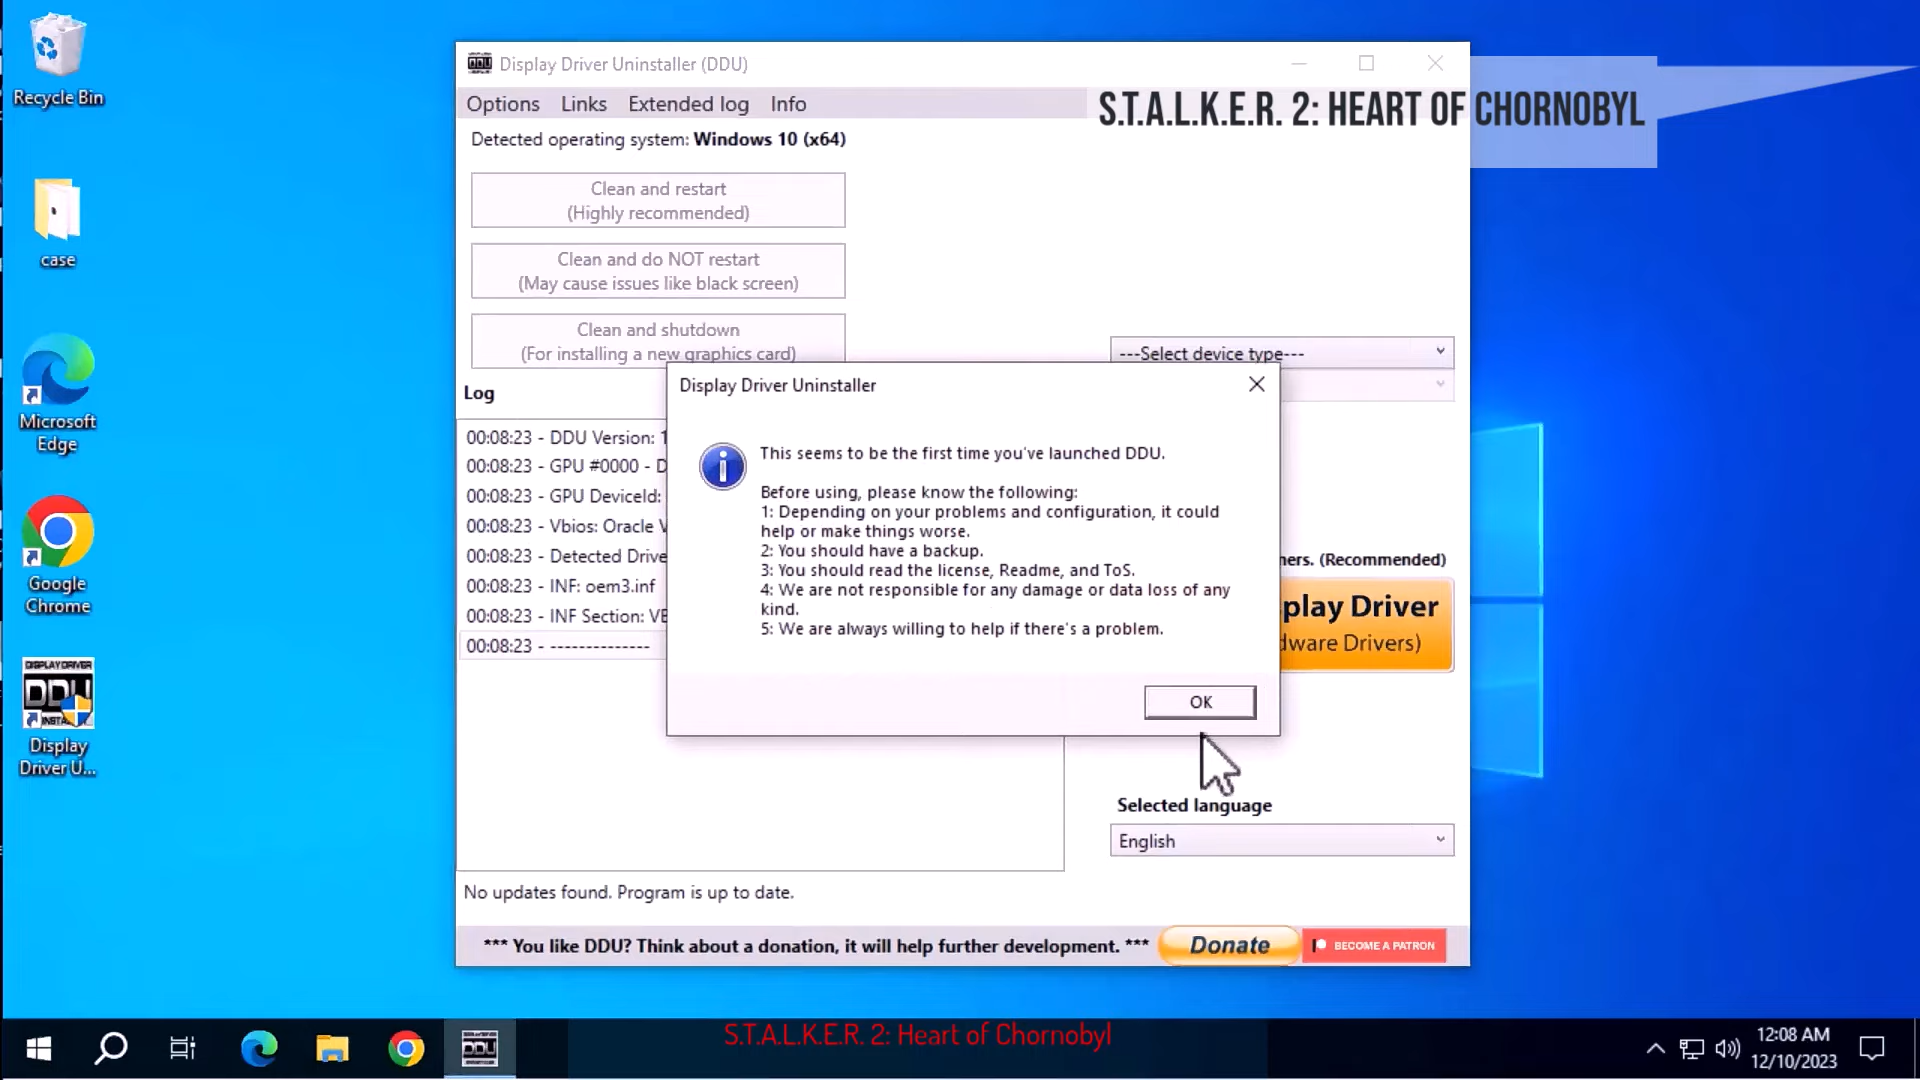 Recycle Bin
case
Microsoft
Edge
Google
Chrome
DISPLAY DRIVER
DDU
Display
Driver U...
Display Driver Uninstaller (DDU)
Options Links Extended log Info
S.T.A.L.K.E.R. 2: HEART OF CHORNOBYL
Detected operating system: Windows 10 (x64)
Clean and restart
(Highly recommended)
Clean and do NOT restart
(May cause issues like black screen)
Clean and shutdown
(For installing a new graphics card)
---Select device type---
Log
00:08:23 - DDU Version: 1
00:08:23 - GPU #0000 - D
00:08:23 - GPU DeviceId:
00:08:23 - Vbios: Oracle V
00:08:23 - Detected Drive
00:08:23 - INF: oem3.inf
00:08:23 - INF Section: VB
00:08:23 - --------------
Display Driver Uninstaller
This seems to be the first time you've launched DDU.
Before using, please know the following:
1: Depending on your problems and configuration, it could
help or make things worse.
2: You should have a backup.
3: You should read the license, Readme, and ToS.
4: We are not responsible for any damage or data loss of any
kind.
5: We are always willing to help if there's a problem.
OK
ners. (Recommended)
play Driver
dware Drivers)
Selected language
English
No updates found. Program is up to date.
*** You like DDU? Think about a donation, it will help further development. ***
Donate
BECOME A PATRON
DDU
S.T.A.L.K.E.R. 2: Heart of Chornobyl
12:08 AM
12/10/2023